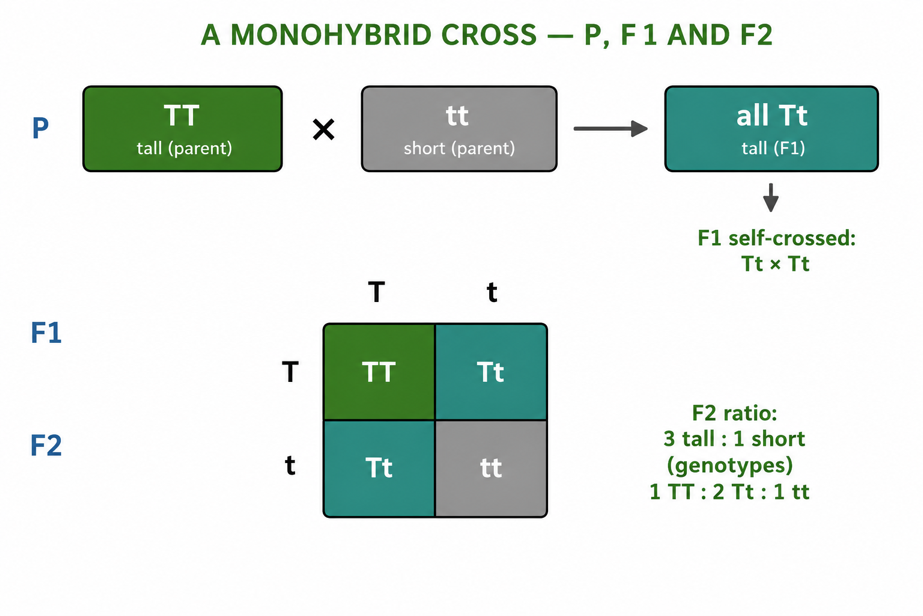 A MONOHYBRID CROSS — P, F1 AND F2
P
TT
tall (parent)
×
tt
short (parent)
all Tt
tall (F1)
F1 self-crossed:
Tt × Tt
T t
F1
T TT Tt
F2
t Tt tt
F2 ratio:
3 tall : 1 short
(genotypes)
1 TT : 2 Tt : 1 tt